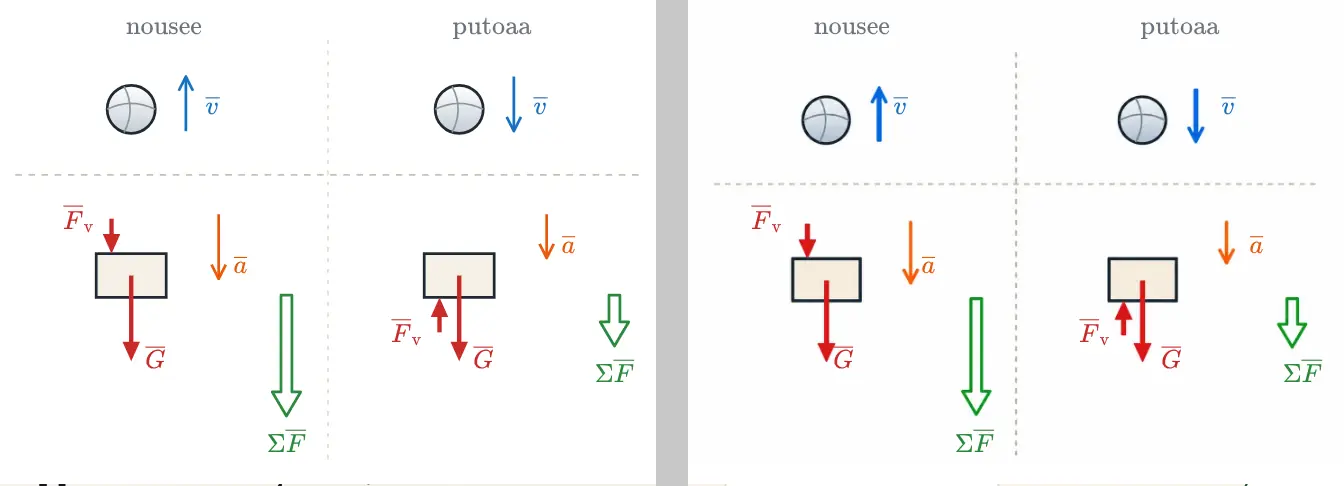 nousee putoaa nousee putoaa
v̅ v̅ v̅ v̅
F̅v a̅ a̅ F̅v a̅ a̅
G̅ F̅v G̅ G̅ F̅v G̅
ΣF̅ ΣF̅
ΣF̅ ΣF̅